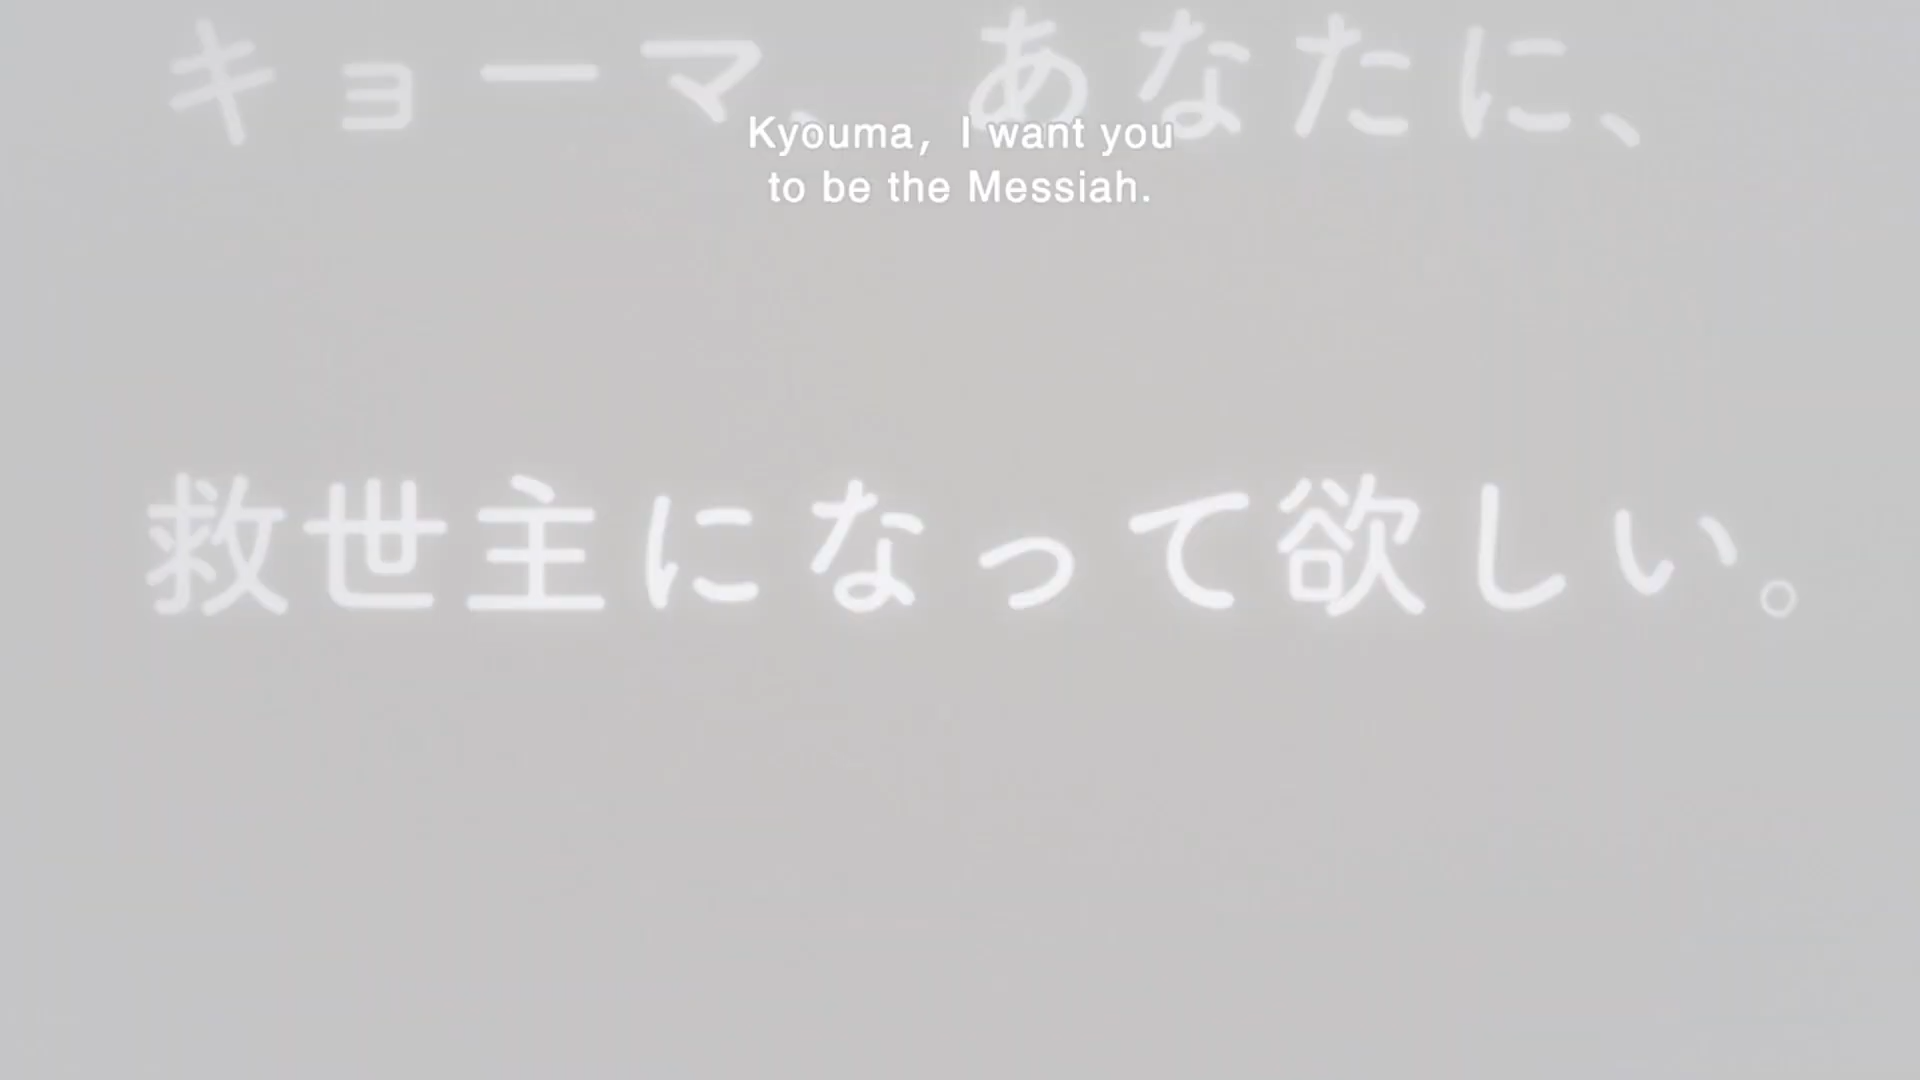 キョーマ、あなたに、
Kyouma, I want you
to be the Messiah.
救世主になって欲しい。